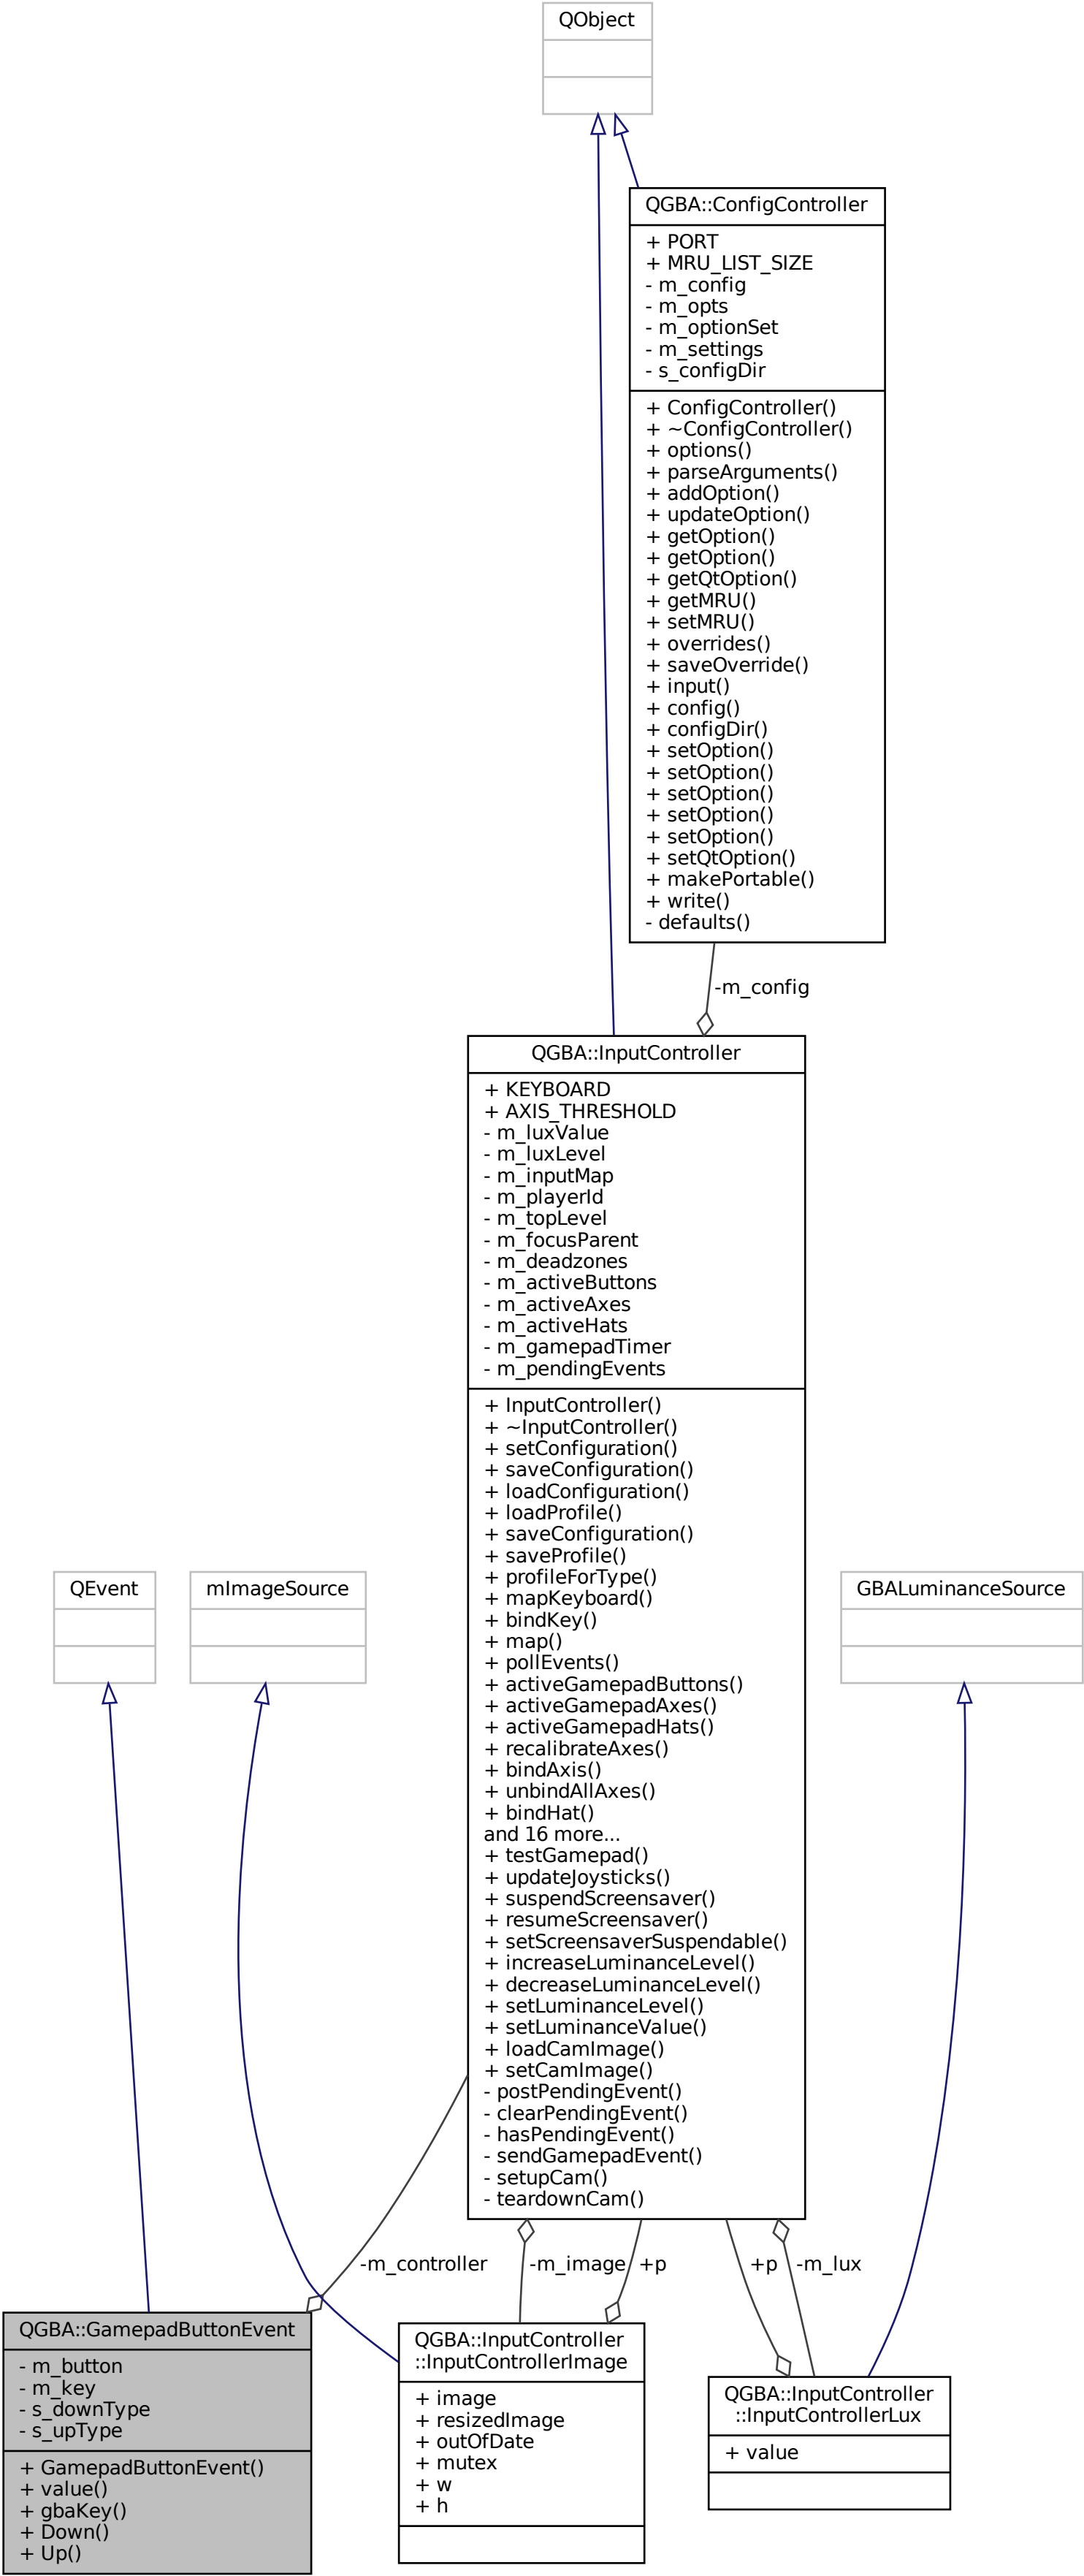 QObject
QGBA::ConfigController
+ PORT
+ MRU_LIST_SIZE
- m_config
- m_opts
- m_optionSet
- m_settings
- s_configDir
+ ConfigController()
+ ~ConfigController()
+ options()
+ parseArguments()
+ addOption()
+ updateOption()
+ getOption()
+ getOption()
+ getQtOption()
+ getMRU()
+ setMRU()
+ overrides()
+ saveOverride()
+ input()
+ config()
+ configDir()
+ setOption()
+ setOption()
+ setOption()
+ setOption()
+ setOption()
+ setQtOption()
+ makePortable()
+ write()
- defaults()
-m_config
QGBA::InputController
+ KEYBOARD
+ AXIS_THRESHOLD
- m_luxValue
- m_luxLevel
- m_inputMap
- m_playerId
- m_topLevel
- m_focusParent
- m_deadzones
- m_activeButtons
- m_activeAxes
- m_activeHats
- m_gamepadTimer
- m_pendingEvents
+ InputController()
+ ~InputController()
+ setConfiguration()
+ saveConfiguration()
+ loadConfiguration()
+ loadProfile()
+ saveConfiguration()
+ saveProfile()
+ profileForType()
+ mapKeyboard()
+ bindKey()
+ map()
+ pollEvents()
+ activeGamepadButtons()
+ activeGamepadAxes()
+ activeGamepadHats()
+ recalibrateAxes()
+ bindAxis()
+ unbindAllAxes()
+ bindHat()
and 16 more...
+ testGamepad()
+ updateJoysticks()
+ suspendScreensaver()
+ resumeScreensaver()
+ setScreensaverSuspendable()
+ increaseLuminanceLevel()
+ decreaseLuminanceLevel()
+ setLuminanceLevel()
+ setLuminanceValue()
+ loadCamImage()
+ setCamImage()
- postPendingEvent()
- clearPendingEvent()
- hasPendingEvent()
- sendGamepadEvent()
- setupCam()
- teardownCam()
QEvent
mImageSource
GBALuminanceSource
-m_controller
-m_image
+p
+p
-m_lux
QGBA::GamepadButtonEvent
- m_button
- m_key
- s_downType
- s_upType
+ GamepadButtonEvent()
+ value()
+ gbaKey()
+ Down()
+ Up()
QGBA::InputController
::InputControllerImage
+ image
+ resizedImage
+ outOfDate
+ mutex
+ w
+ h
QGBA::InputController
::InputControllerLux
+ value